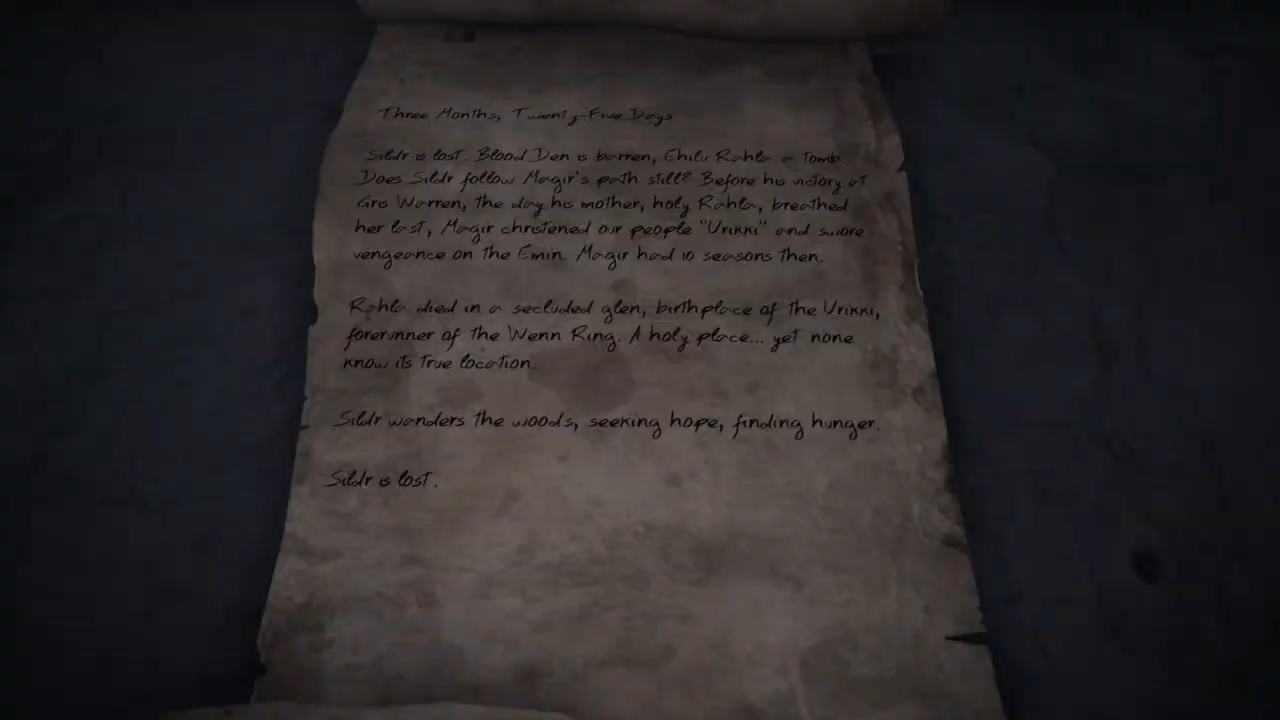 Three Months, Twenty-Five Days
Sildr is lost. Blood Den is barren, Ehilu Rahla a tomb
Does Sildr follow Magir's path still? Before his victory at
Gris Warren, the day his mother, holy Rahla, breathed
her last, Magir christened our people "Urikki" and swore
vengeance on the Emin. Magir had 10 seasons then.
Rahla died in a secluded glen, birthplace of the Urikki,
forerunner of the Wenn Ring. A holy place... yet none
know its true location.
Sildr wanders the woods, seeking hope, finding hunger.
Sildr is lost.